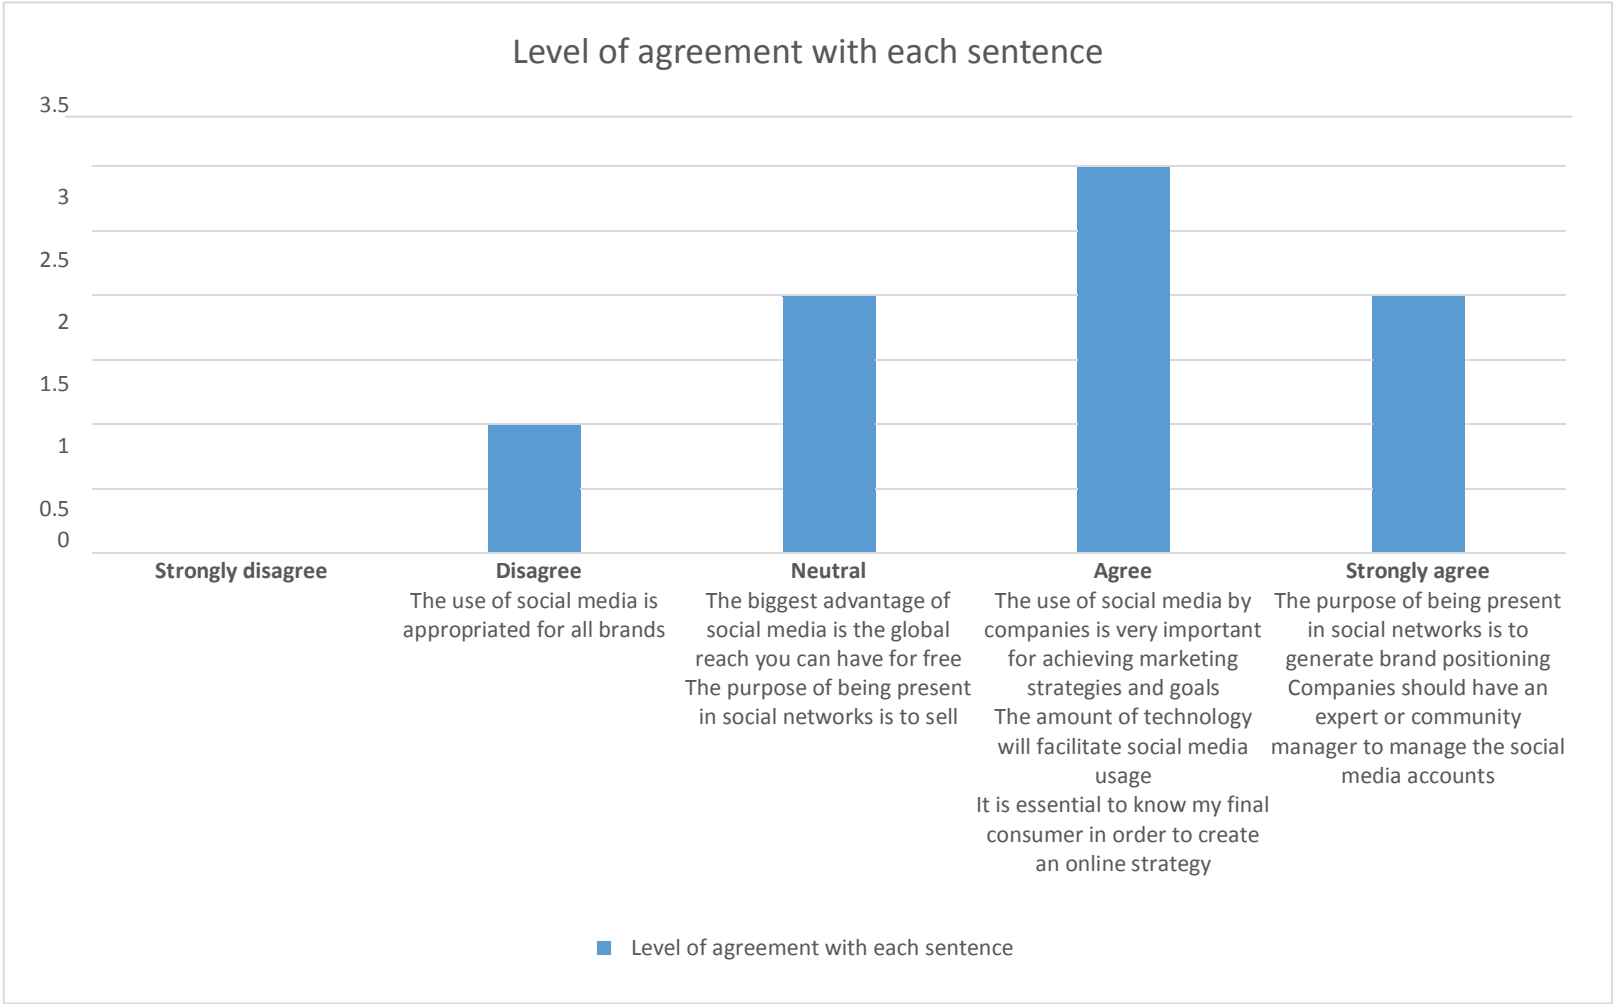 Level of agreement with each sentence
3.5
3
2.5
2
1.5
1
0.5
0
Strongly disagree
Disagree
The use of social media is
appropriated for all brands
Neutral
The biggest advantage of
social media is the global
reach you can have for free
The purpose of being present
in social networks is to sell
Agree
The use of social media by
companies is very important
for achieving marketing
strategies and goals
The amount of technology
will facilitate social media
usage
It is essential to know my final
consumer in order to create
an online strategy
Strongly agree
The purpose of being present
in social networks is to
generate brand positioning
Companies should have an
expert or community
manager to manage the social
media accounts
Level of agreement with each sentence